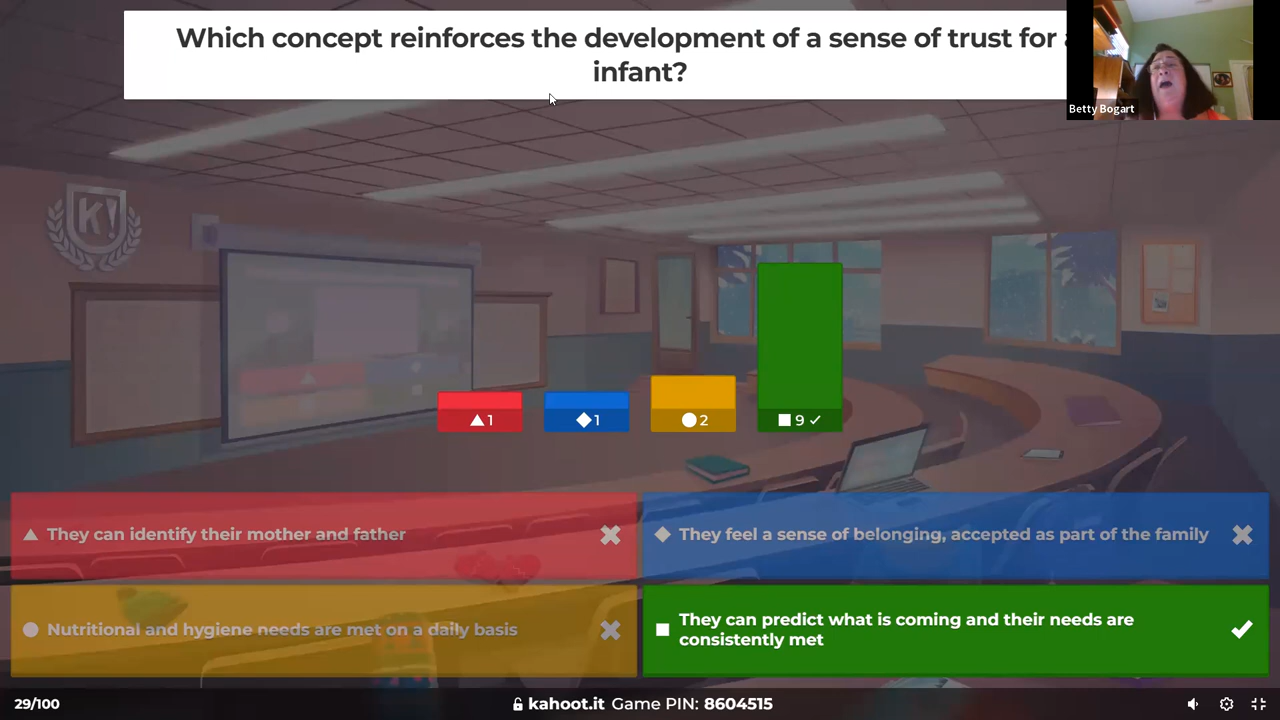 Which concept reinforces the development of a sense of trust for
infant?
Betty Bogart
K!
1
1
2
9
They can identify their mother and father
They feel a sense of belonging, accepted as part of the family
Nutritional and hygiene needs are met on a daily basis
They can predict what is coming and their needs are
consistently met
29/100
kahoot.it Game PIN: 8604515